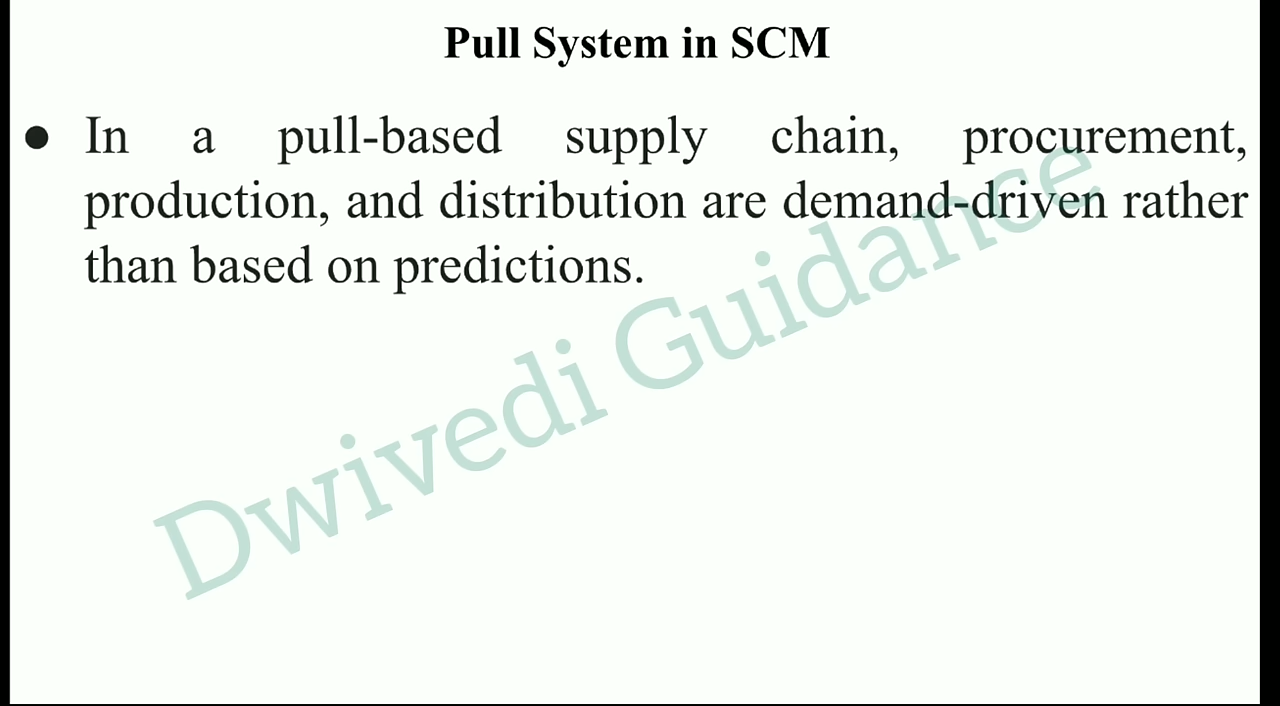 Pull System in SCM
● In a pull-based supply chain, procurement,
production, and distribution are demand-driven rather
than based on predictions.
Dwivedi Guidance